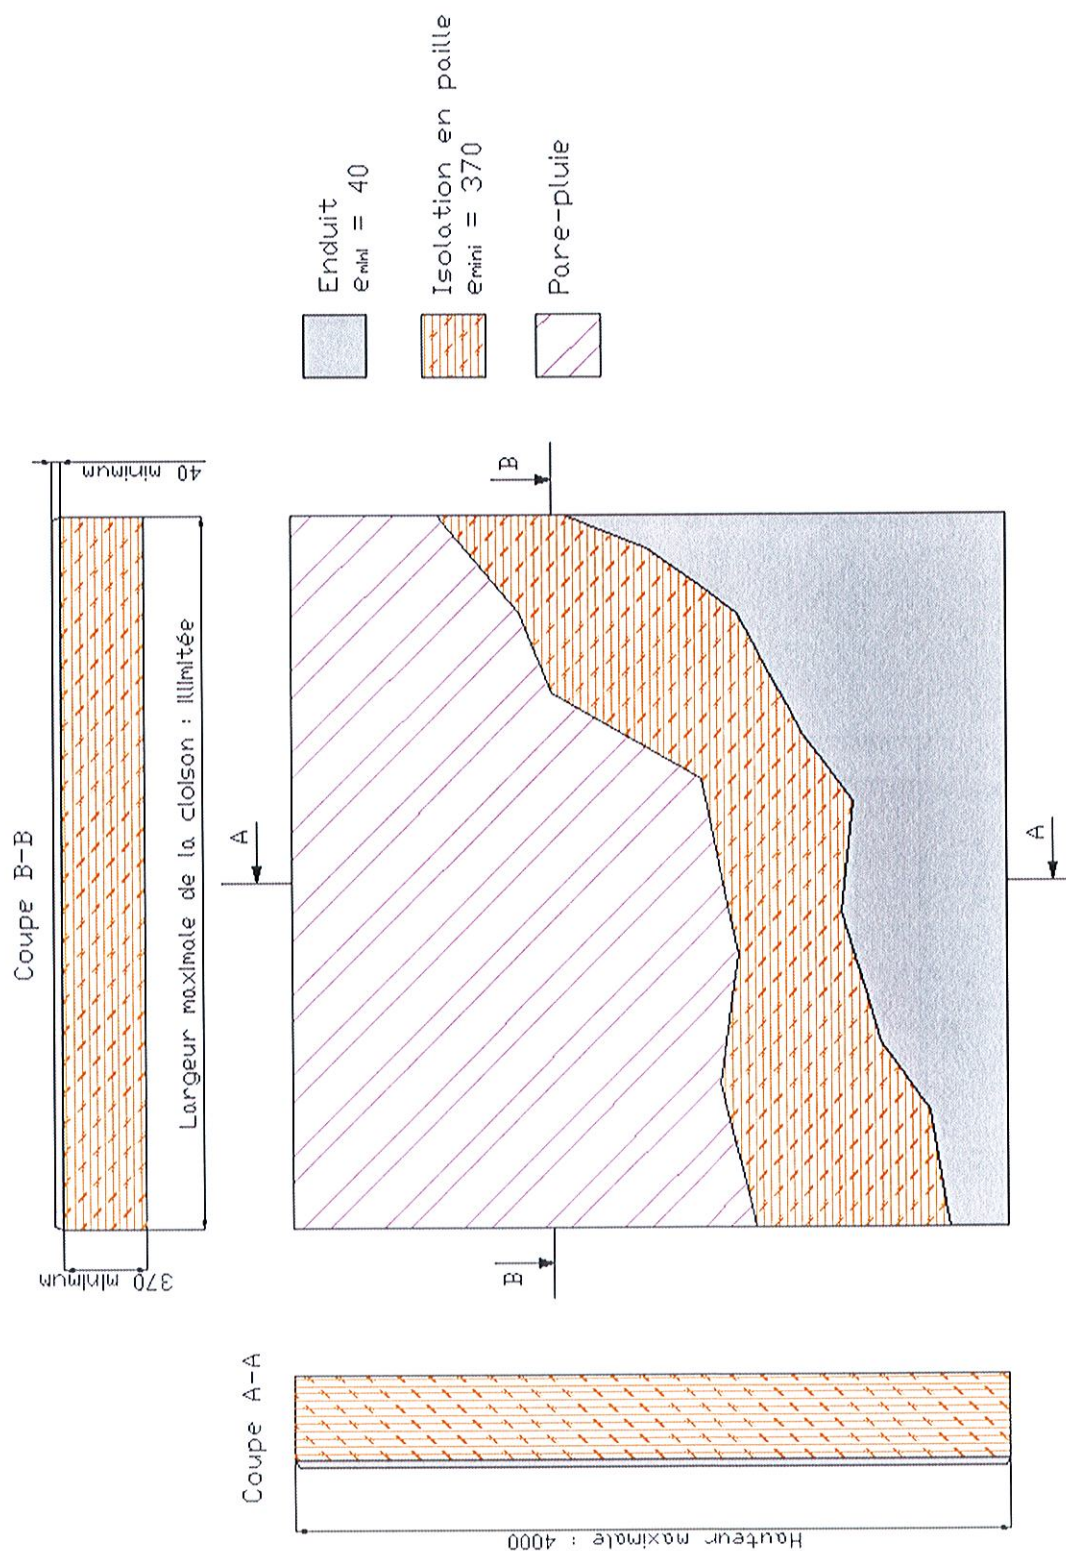 Coupe B-B
40 minimum
370 minimum
Largeur maximale de la cloison : illimitée
Coupe A-A
Hauteur maximale : 4000
A
A
B
B
Enduit
emini = 40
Isolation en paille
emini = 370
Pare-pluie